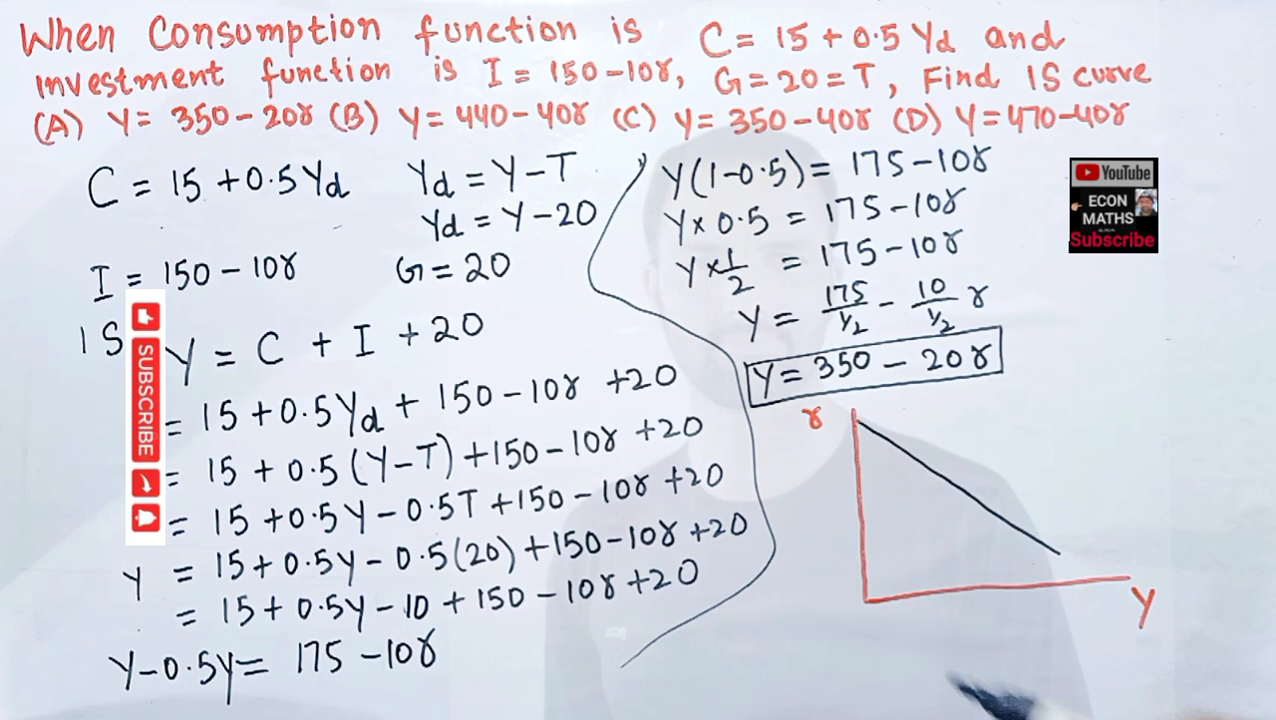 When Consumption function is C = 15 + 0.5 Yd and
investment function is I = 150 - 10r, G = 20 = T, Find IS curve
(A) Y = 350 - 20r (B) Y = 440 - 40r (C) Y = 350 - 40r (D) Y = 470 - 40r
C = 15 + 0.5Yd Yd = Y - T
Yd = Y - 20
I = 150 - 10r G = 20
IS Y = C + I + 20
= 15 + 0.5Yd + 150 - 10r + 20
= 15 + 0.5(Y - T) + 150 - 10r + 20
= 15 + 0.5Y - 0.5T + 150 - 10r + 20
Y = 15 + 0.5Y - 0.5(20) + 150 - 10r + 20
= 15 + 0.5Y - 10 + 150 - 10r + 20
Y - 0.5Y = 175 - 10r
Y(1 - 0.5) = 175 - 10r
Y × 0.5 = 175 - 10r
Y × 1/2 = 175 - 10r
Y = 175/½ - 10/½ r
Y = 350 - 20r
r
Y
SUBSCRIBE
YouTube
ECON
MATHS
Subscribe